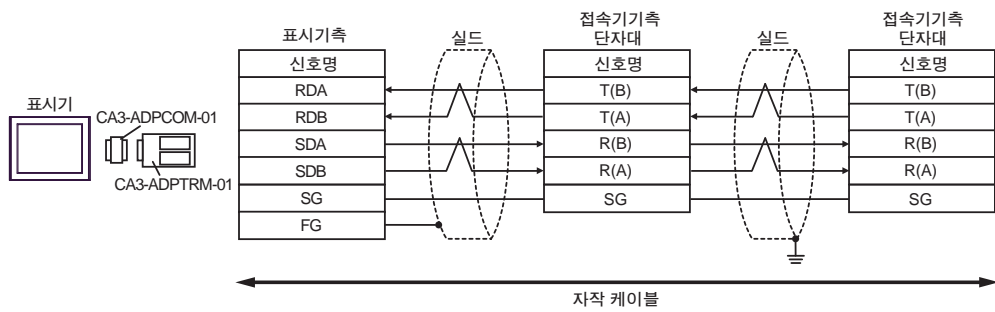 표시기
CA3-ADPCOM-01
CA3-ADPTRM-01
표시기측
신호명
RDA
RDB
SDA
SDB
SG
FG
실드
접속기기측
단자대
신호명
T(B)
T(A)
R(B)
R(A)
SG
실드
접속기기측
단자대
신호명
T(B)
T(A)
R(B)
R(A)
SG
자작 케이블